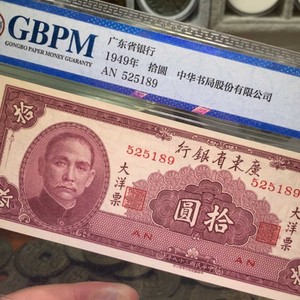 GBPM
GONGBO PAPER MONEY GUARANTY
广东省银行
1949年 拾圆 中华书局股份有限公司
AN 525189
行銀省東廣
525189
525189
大洋票
圓拾
大洋票
拾
AN
AN